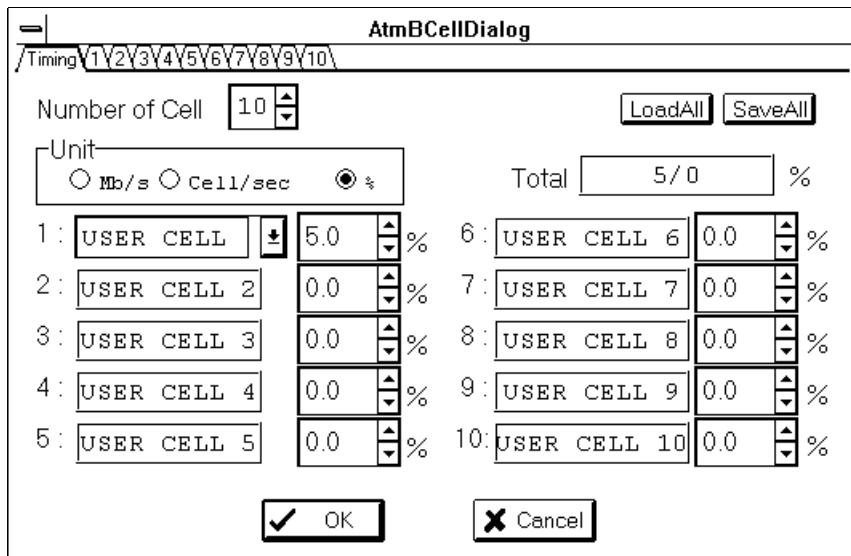 AtmBCellDialog
Timing 1 2 3 4 5 6 7 8 9 10
Number of Cell 10 LoadAll SaveAll
Unit
Mb/s Cell/sec % Total 5/0 %
1 : USER CELL 5.0 % 6 : USER CELL 6 0.0 %
2 : USER CELL 2 0.0 % 7 : USER CELL 7 0.0 %
3 : USER CELL 3 0.0 % 8 : USER CELL 8 0.0 %
4 : USER CELL 4 0.0 % 9 : USER CELL 9 0.0 %
5 : USER CELL 5 0.0 % 10: USER CELL 10 0.0 %
OK Cancel